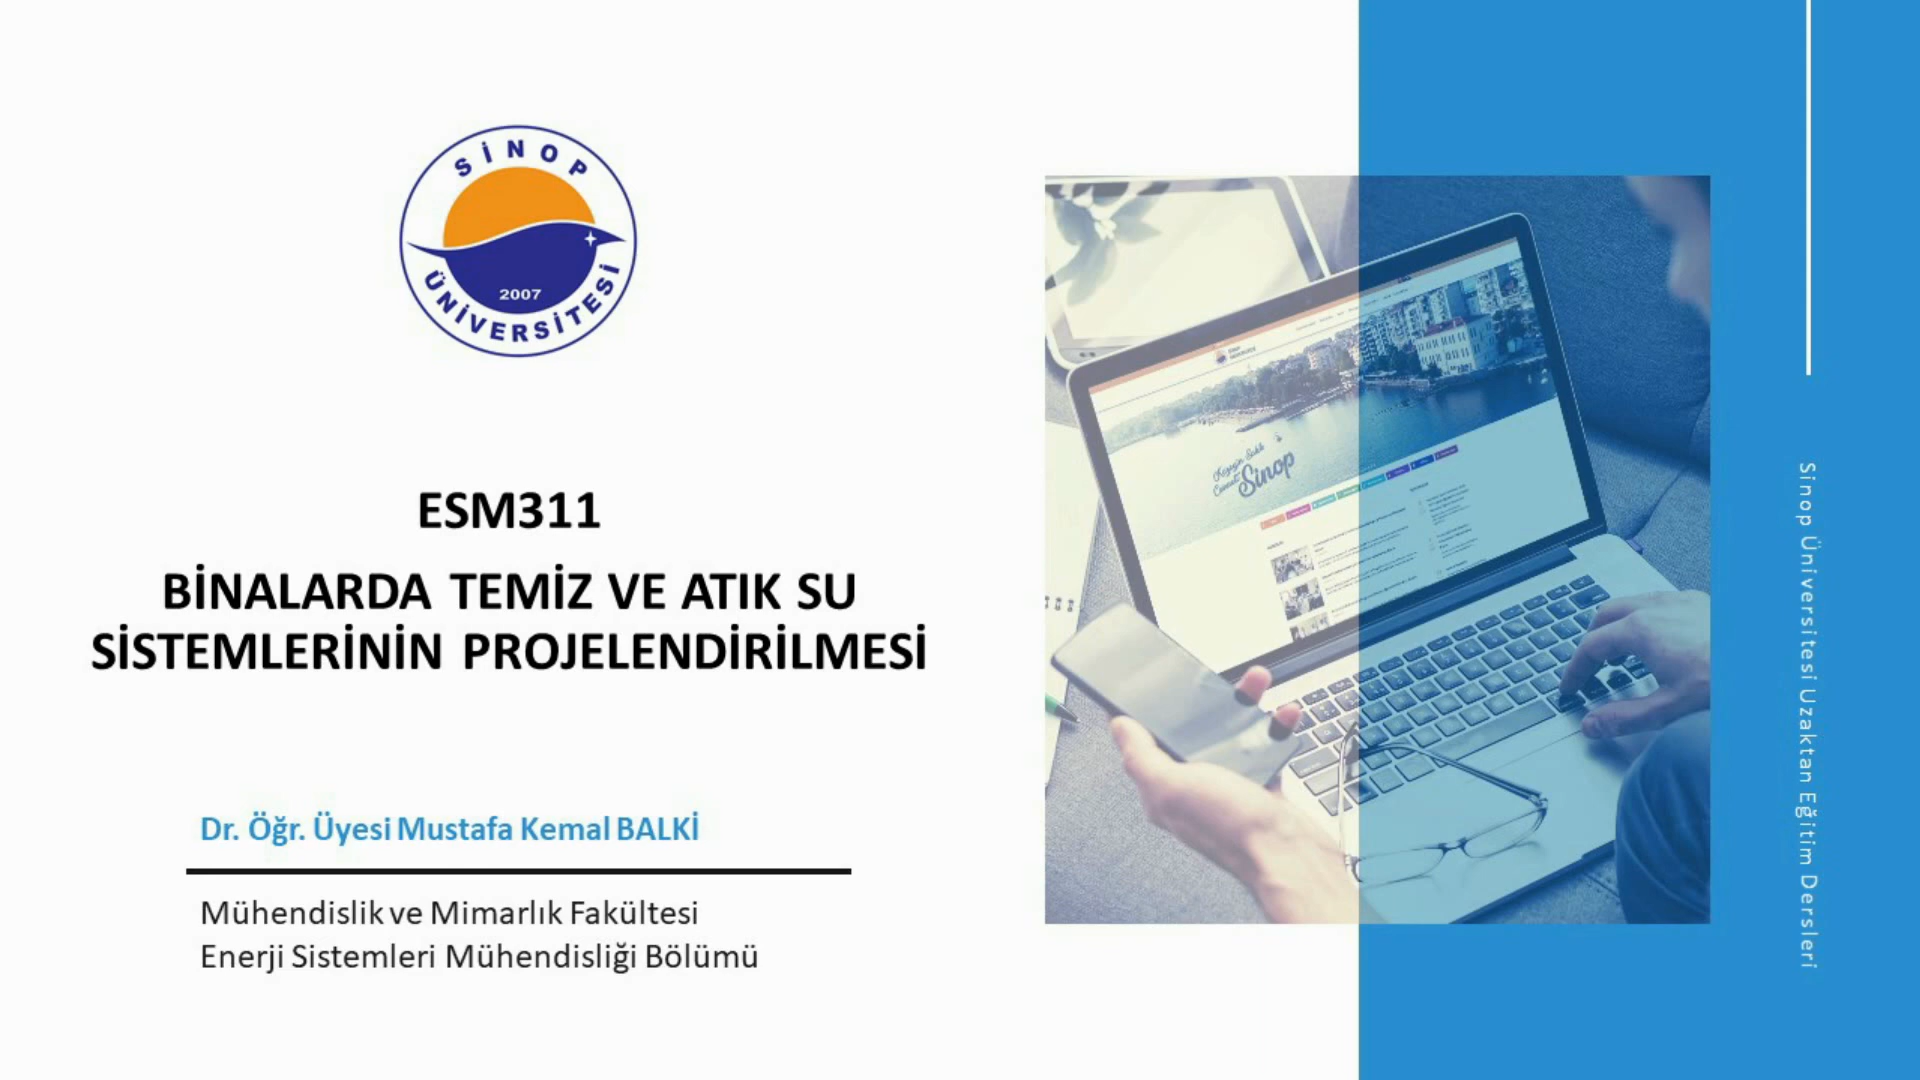 SİNOP
ÜNİVERSİTESİ
2007
ESM311
BİNALARDA TEMİZ VE ATIK SU
SİSTEMLERİNİN PROJELENDİRİLMESİ
Dr. Öğr. Üyesi Mustafa Kemal BALKİ
Mühendislik ve Mimarlık Fakültesi
Enerji Sistemleri Mühendisliği Bölümü
Sinop
Sinop Üniversitesi Uzaktan Eğitim Dersleri